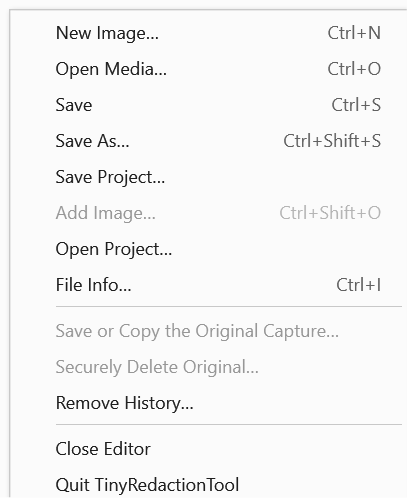 New Image... Ctrl+N
Open Media... Ctrl+O
Save Ctrl+S
Save As... Ctrl+Shift+S
Save Project...
Add Image... Ctrl+Shift+O
Open Project...
File Info... Ctrl+I
Save or Copy the Original Capture...
Securely Delete Original...
Remove History...
Close Editor
Quit TinyRedactionTool